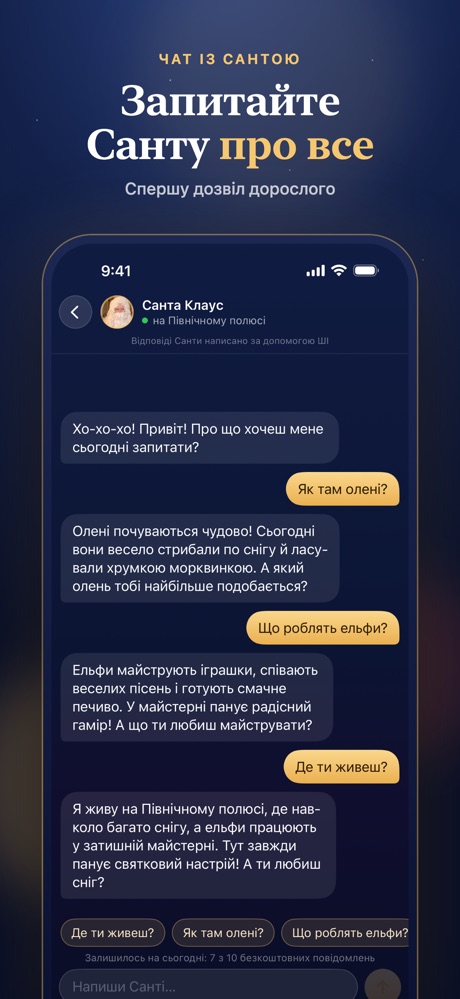 ЧАТ ІЗ САНТОЮ
Запитайте
Санту про все
Спершу дозвіл дорослого
9:41
Санта Клаус
на Північному полюсі
Відповіді Санти написано за допомогою ШІ
Хо-хо-хо! Привіт! Про що хочеш мене
сьогодні запитати?
Як там олені?
Олені почуваються чудово! Сьогодні
вони весело стрибали по снігу й ласу-
вали хрумкою морквинкою. А який
олень тобі найбільше подобається?
Що роблять ельфи?
Ельфи майструють іграшки, співають
веселих пісень і готують смачне
печиво. У майстерні панує радісний
гамір! А що ти любиш майструвати?
Де ти живеш?
Я живу на Північному полюсі, де нав-
коло багато снігу, а ельфи працюють
у затишній майстерні. Тут завжди
панує святковий настрій! А ти любиш
сніг?
Де ти живеш? Як там олені? Що роблять ельфи?
Залишилось на сьогодні: 7 з 10 безкоштовних повідомлень
Напиши Санті...